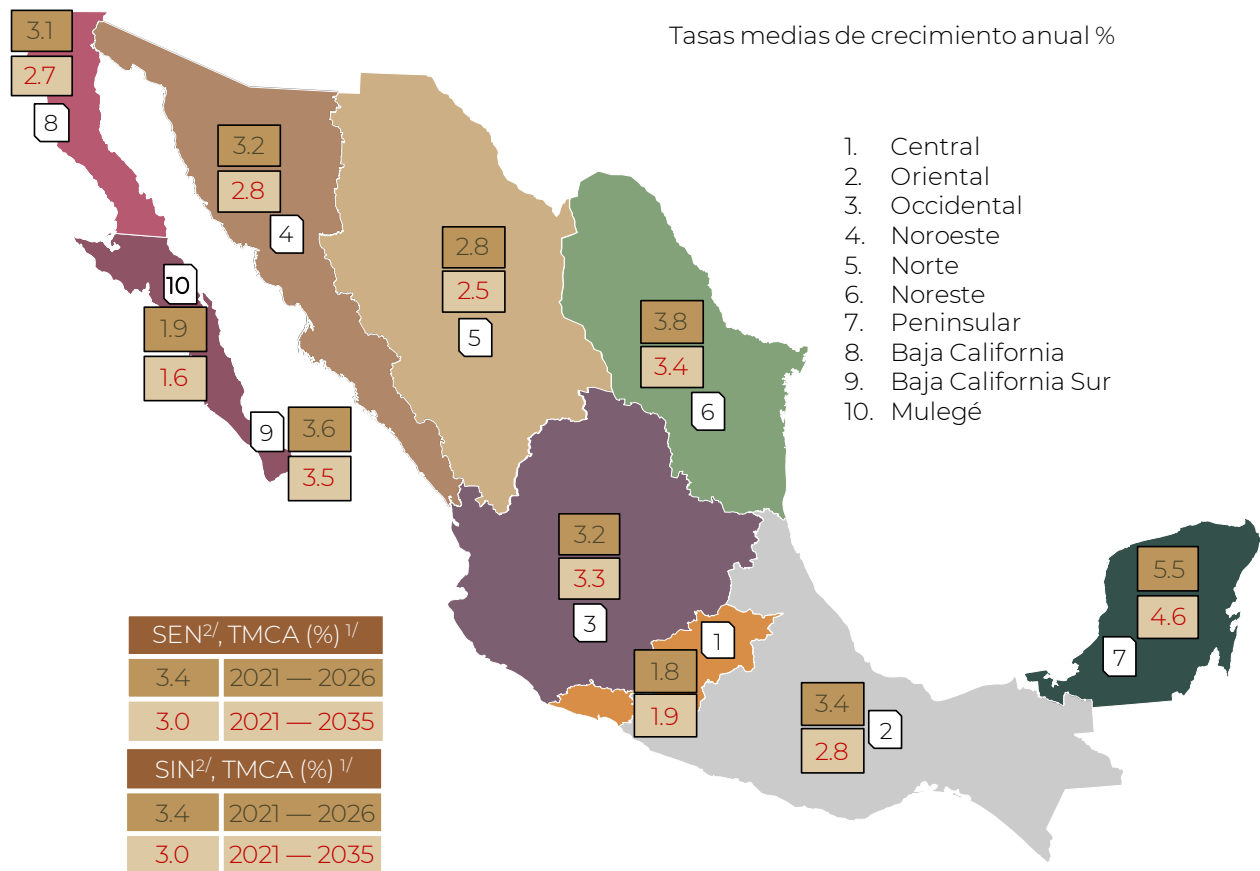 Tasas medias de crecimiento anual %
1. Central
2. Oriental
3. Occidental
4. Noroeste
5. Norte
6. Noreste
7. Peninsular
8. Baja California
9. Baja California Sur
10. Mulegé
3.1
2.7
8
3.2
2.8
4
2.8
2.5
5
3.8
3.4
6
10
1.9
1.6
9
3.6
3.5
3.2
3.3
3
1
1.8
1.9
3.4
2.8
2
5.5
4.6
7
SEN2/, TMCA (%) 1/
3.4 2021 — 2026
3.0 2021 — 2035
SIN2/, TMCA (%) 1/
3.4 2021 — 2026
3.0 2021 — 2035